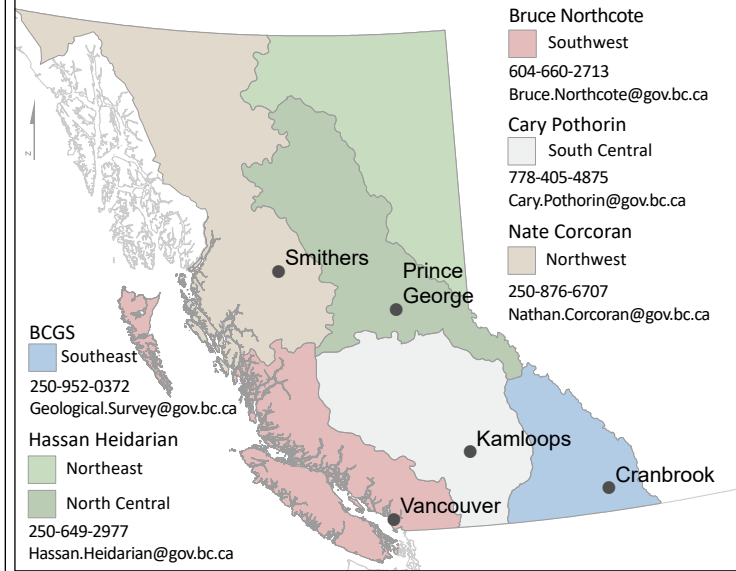 Bruce Northcote
Southwest
604-660-2713
Bruce.Northcote@gov.bc.ca
Cary Pothorin
South Central
778-405-4875
Cary.Pothorin@gov.bc.ca
Nate Corcoran
Northwest
250-876-6707
Nathan.Corcoran@gov.bc.ca
z
Smithers
Prince
George
BCGS
Southeast
250-952-0372
Geological.Survey@gov.bc.ca
Hassan Heidarian
Northeast
North Central
250-649-2977
Hassan.Heidarian@gov.bc.ca
Kamloops
Cranbrook
Vancouver